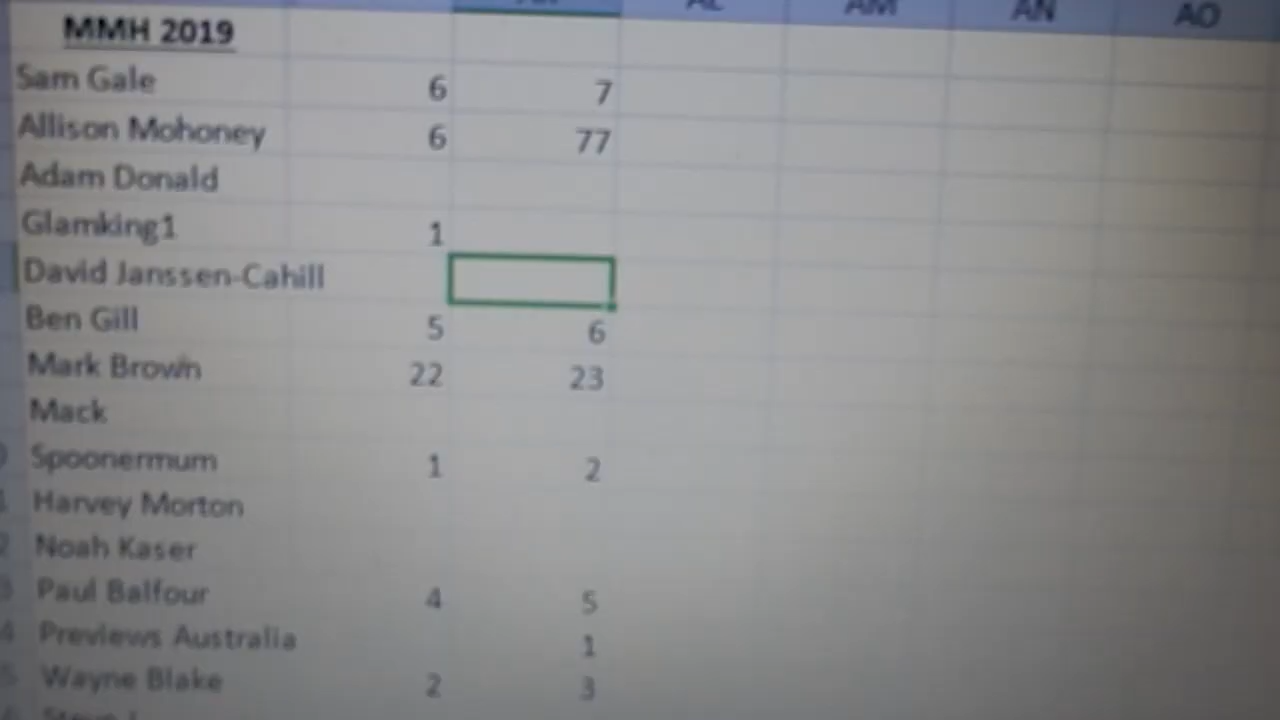 AL AM AN AO
MMH 2019
Sam Gale 6 7
Allison Mohoney 6 77
Adam Donald
Glamking1 1
David Janssen-Cahill
Ben Gill 5 6
Mark Brown 22 23
Mack
Spoonermum 1 2
Harvey Morton
Noah Kaser
Paul Balfour 4 5
Previews Australia 1
Wayne Blake 2 3